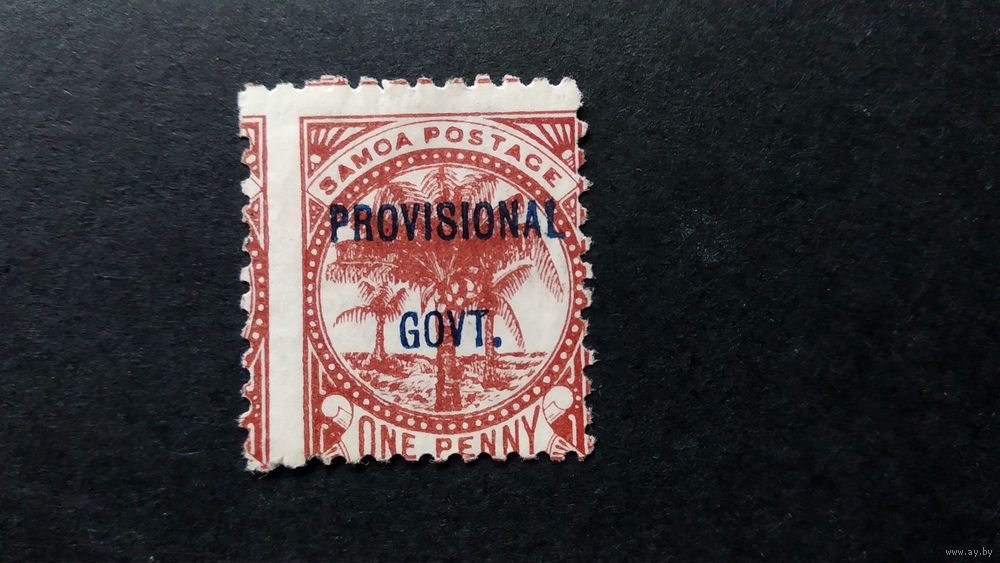 SAMOA POSTAGE
PROVISIONAL
GOVT.
ONE PENNY
www.ay.by